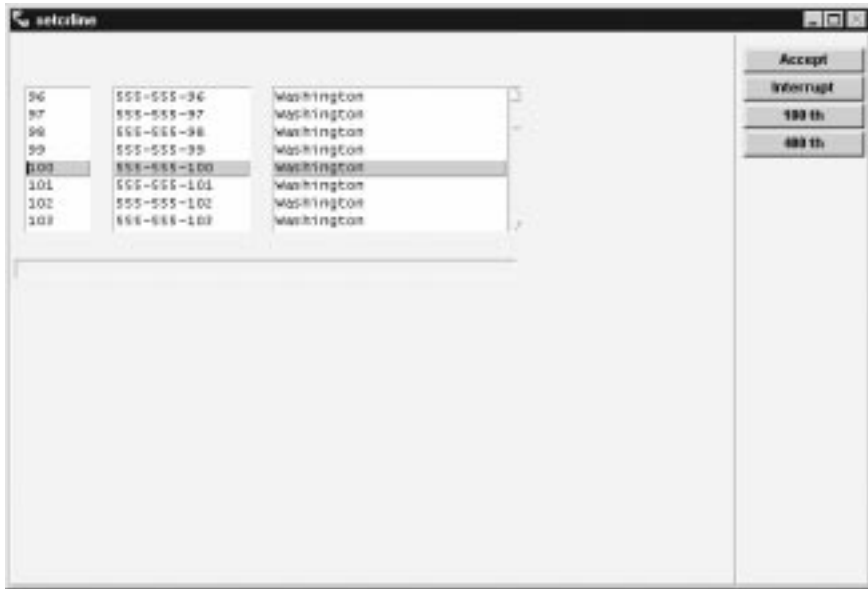 setcrline
Accept
Interrupt
100 th
400 th
96 555-555-96 Washington
97 555-555-97 Washington
98 555-555-98 Washington
99 555-555-99 Washington
100 555-555-100 Washington
101 555-555-101 Washington
102 555-555-102 Washington
103 555-555-103 Washington